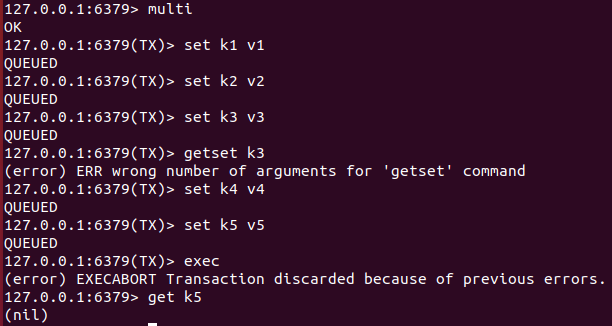 127.0.0.1:6379> multi
OK
127.0.0.1:6379(TX)> set k1 v1
QUEUED
127.0.0.1:6379(TX)> set k2 v2
QUEUED
127.0.0.1:6379(TX)> set k3 v3
QUEUED
127.0.0.1:6379(TX)> getset k3
(error) ERR wrong number of arguments for 'getset' command
127.0.0.1:6379(TX)> set k4 v4
QUEUED
127.0.0.1:6379(TX)> set k5 v5
QUEUED
127.0.0.1:6379(TX)> exec
(error) EXECABORT Transaction discarded because of previous errors.
127.0.0.1:6379> get k5
(nil)